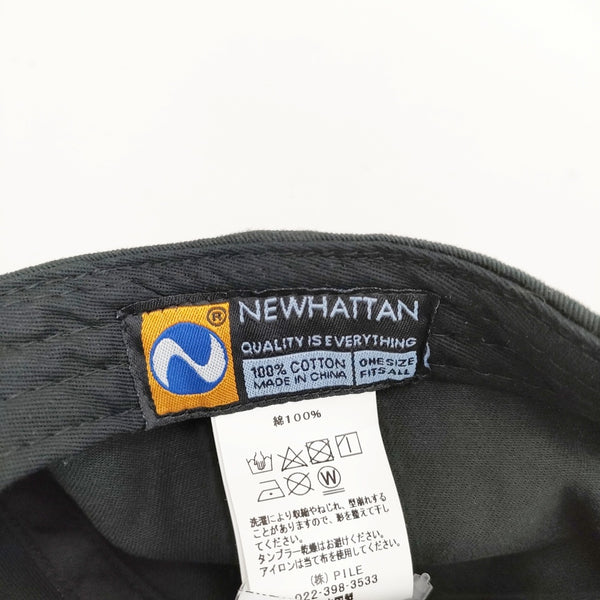 ®
NEWHATTAN
QUALITY IS EVERYTHING
100% COTTON
MADE IN CHINA
ONE SIZE
FITS ALL
綿100%
W
洗濯により収縮やねじれ、型崩れする
ことがありますので、形を整えて干し
てください。
タンブラー乾燥はお避けください。
アイロンは当て布を使用してください。
(株) PILE
022-398-3533